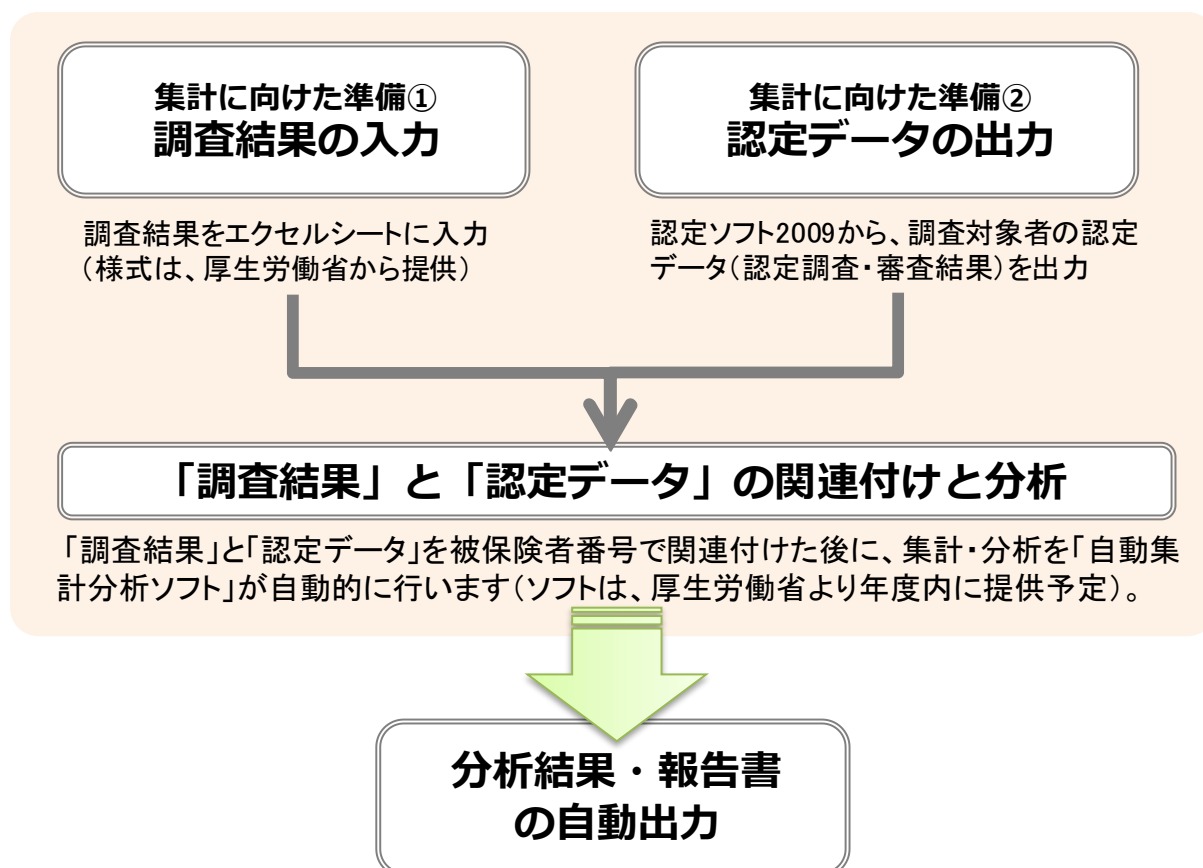 集計に向けた準備①
調査結果の入力
調査結果をエクセルシートに入力
（様式は、厚生労働省から提供）
集計に向けた準備②
認定データの出力
認定ソフト2009から、調査対象者の認定
データ（認定調査・審査結果）を出力
「調査結果」と「認定データ」の関連付けと分析
「調査結果」と「認定データ」を被保険者番号で関連付けた後に、集計・分析を「自動集
計分析ソフト」が自動的に行います（ソフトは、厚生労働省より年度内に提供予定）。
分析結果・報告書
の自動出力